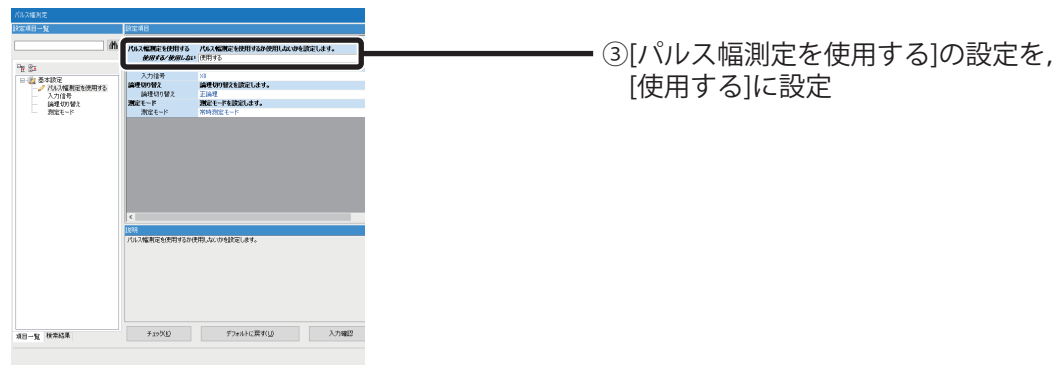 パルス幅測定
設定項目一覧
設定項目
パルス幅測定を使用する パルス幅測定を使用するか使用しないかを設定します。
使用する/使用しない 使用する
入力信号 X0
論理切り替え 論理切り替えを設定します。
論理切り替え 正論理
測定モード 測定モードを設定します。
測定モード 常時測定モード
基本設定
パルス幅測定を使用する
入力信号
論理切り替え
測定モード
説明
パルス幅測定を使用するか使用しないかを設定します。
項目一覧 検索結果
チェック(K) デフォルトに戻す(U) 入力確認
③[パルス幅測定を使用する]の設定を,
[使用する]に設定